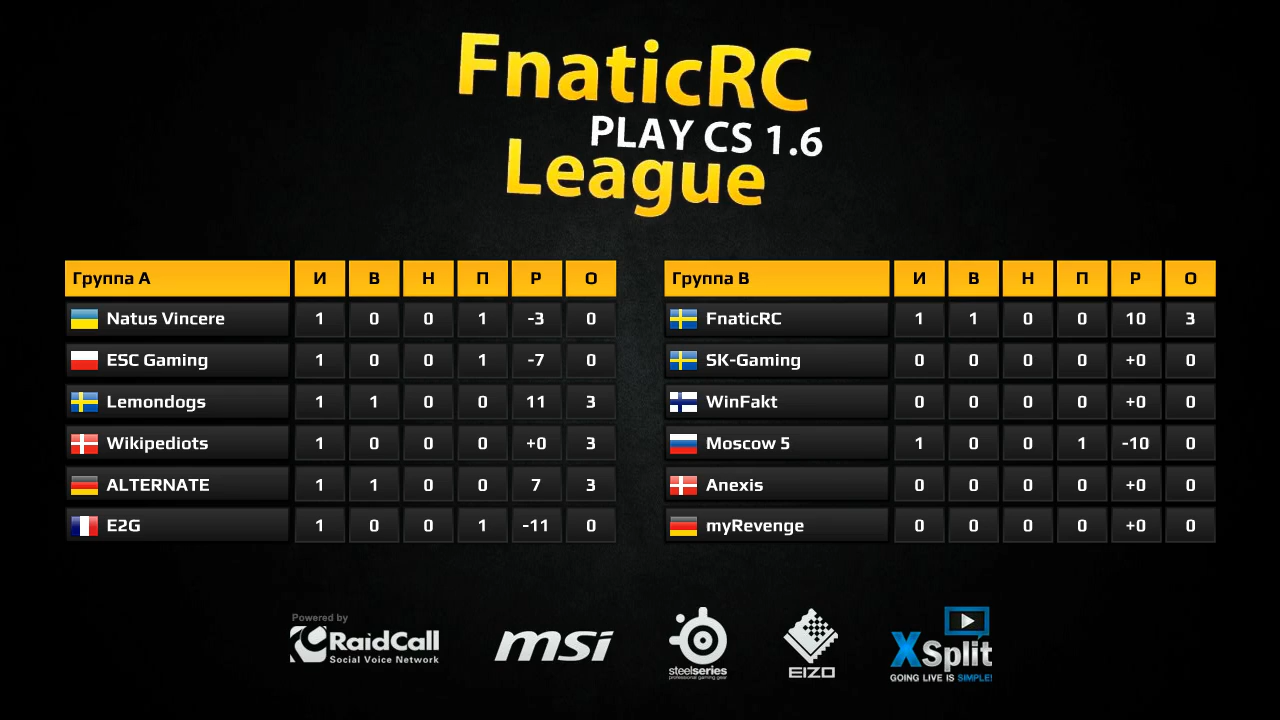 FnaticRC
PLAY CS 1.6
League
Группа А И В Н П Р О
Natus Vincere 1 0 0 1 -3 0
ESC Gaming 1 0 0 1 -7 0
Lemondogs 1 1 0 0 11 3
Wikipediots 1 0 0 0 +0 3
ALTERNATE 1 1 0 0 7 3
E2G 1 0 0 1 -11 0
Группа В И В Н П Р О
FnaticRC 1 1 0 0 10 3
SK-Gaming 0 0 0 0 +0 0
WinFakt 0 0 0 0 +0 0
Moscow 5 1 0 0 1 -10 0
Anexis 0 0 0 0 +0 0
myRevenge 0 0 0 0 +0 0
Powered by
RaidCall
Social Voice Network
msi
steelseries
professional gaming gear
EIZO
XSplit
GOING LIVE IS SIMPLE!